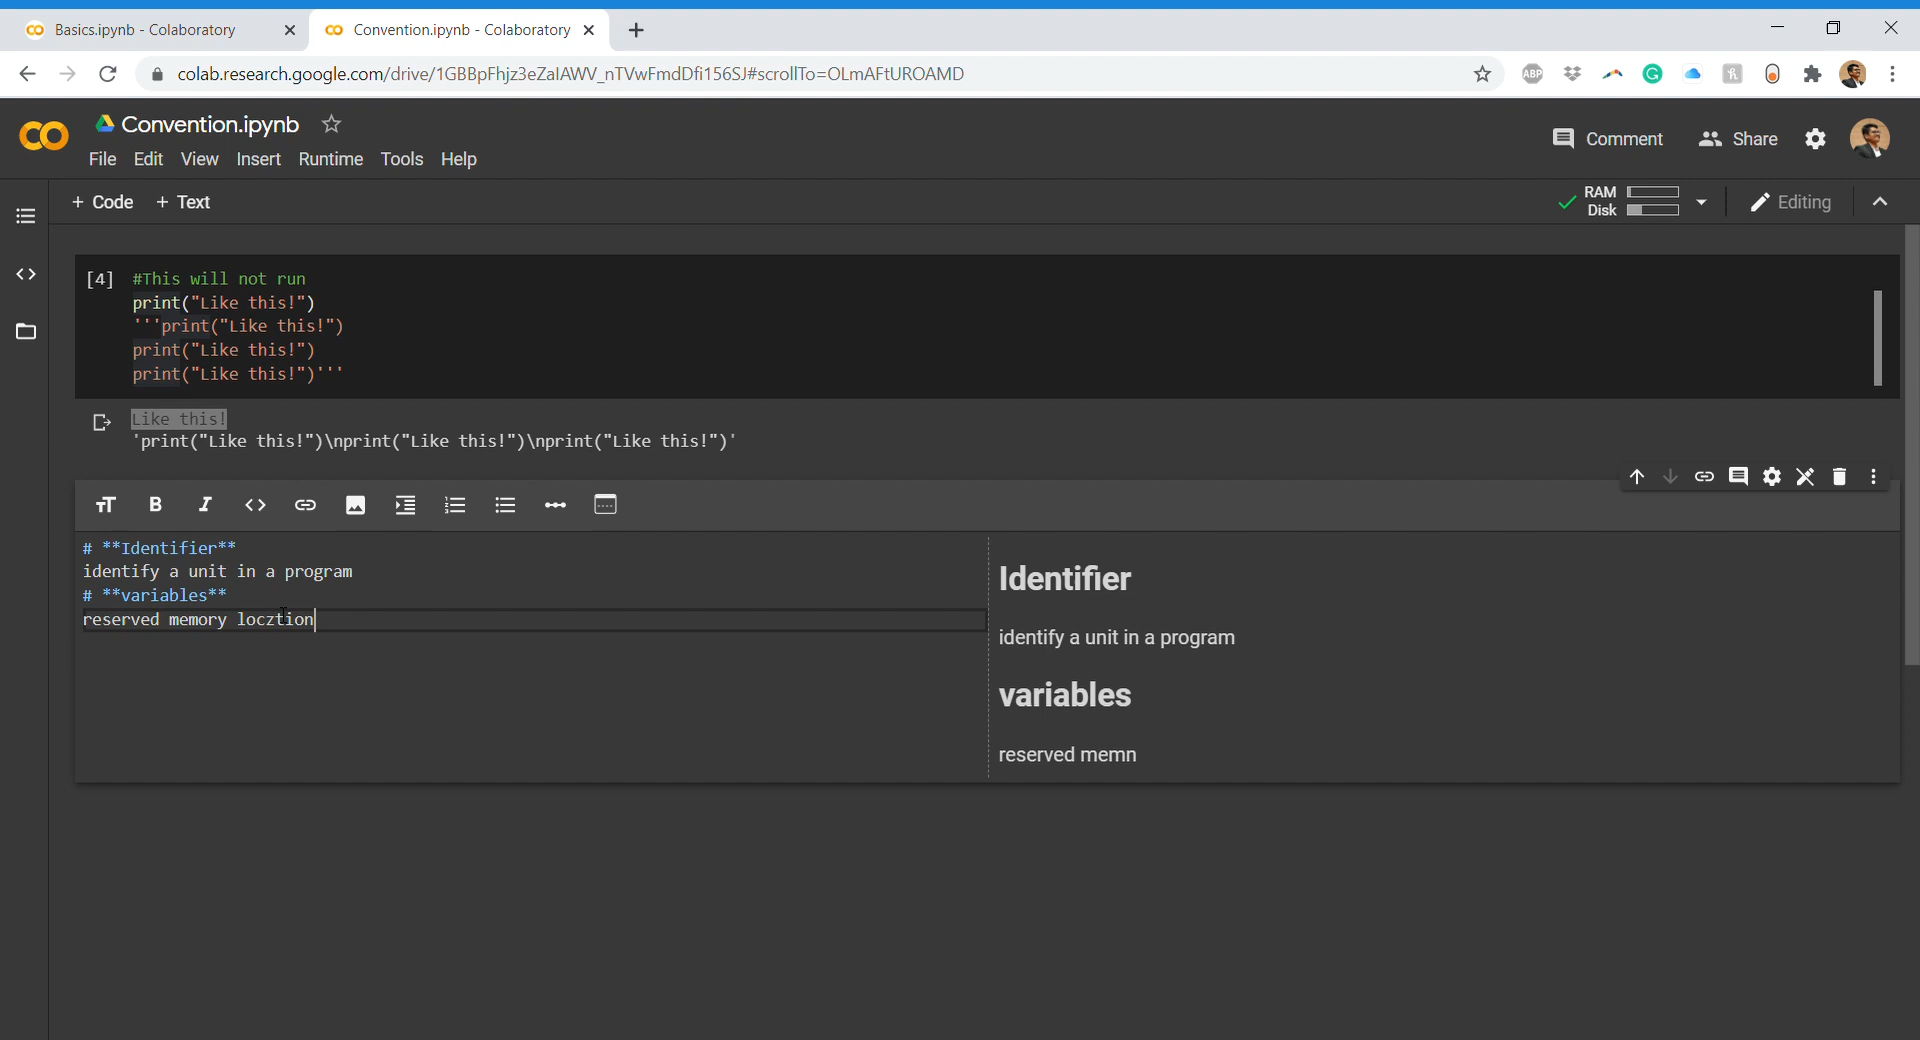 Basics.ipynb - Colaboratory
Convention.ipynb - Colaboratory
colab.research.google.com/drive/1GBBpFhjz3eZaIAWV_nTVwFmdDfi156SJ#scrollTo=OLmAFtUROAMD
ABP
Convention.ipynb
File Edit View Insert Runtime Tools Help
Comment Share
+ Code + Text
RAM
Disk
Editing
[4] #This will not run
print("Like this!")
'''print("Like this!")
print("Like this!")
print("Like this!")'''
Like this!
'print("Like this!")\nprint("Like this!")\nprint("Like this!")'
# **Identifier**
identify a unit in a program
# **variables**
reserved memory locztion
Identifier
identify a unit in a program
variables
reserved memn